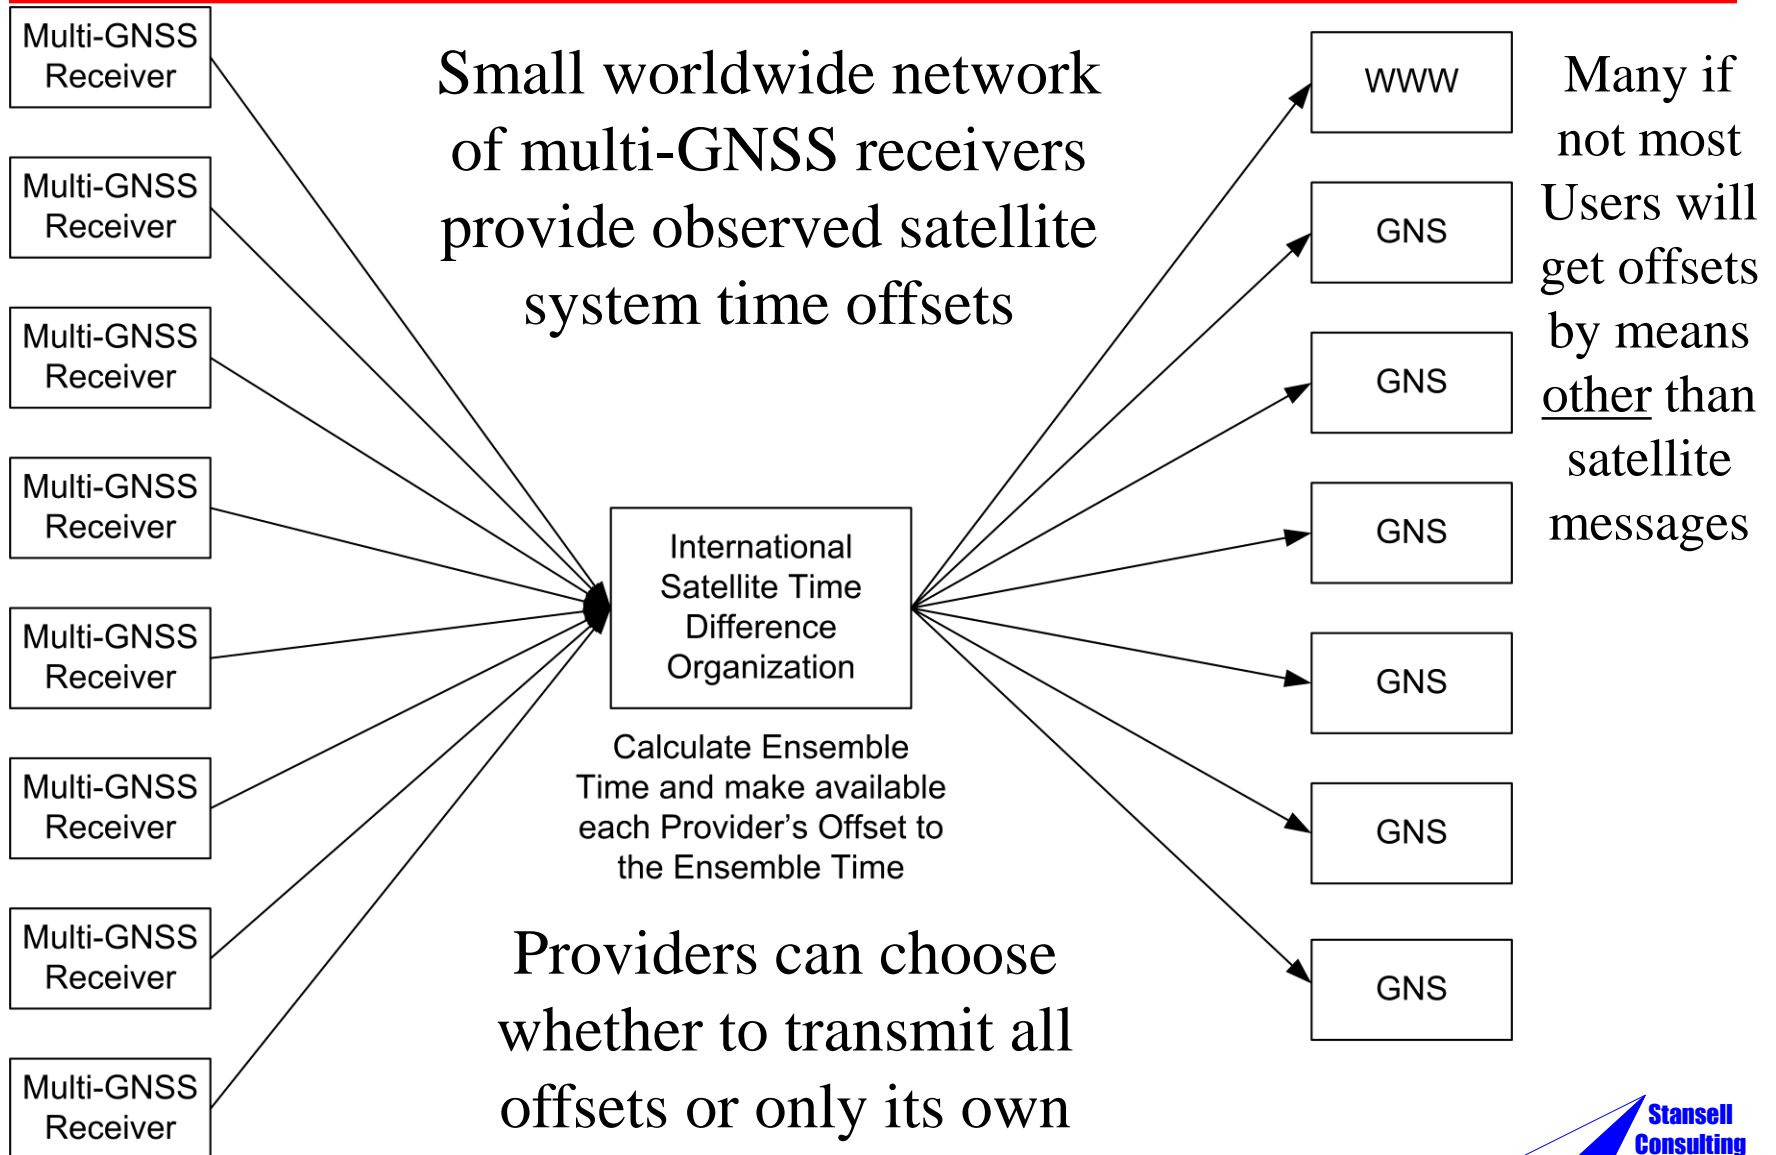 Multi-GNSS
Receiver
Multi-GNSS
Receiver
Multi-GNSS
Receiver
Multi-GNSS
Receiver
Multi-GNSS
Receiver
Multi-GNSS
Receiver
Multi-GNSS
Receiver
Multi-GNSS
Receiver
Small worldwide network
of multi-GNSS receivers
provide observed satellite
system time offsets
International
Satellite Time
Difference
Organization
Calculate Ensemble
Time and make available
each Provider's Offset to
the Ensemble Time
Providers can choose
whether to transmit all
offsets or only its own
WWW
GNS
GNS
GNS
GNS
GNS
GNS
Many if
not most
Users will
get offsets
by means
other than
satellite
messages
Stansell
Consulting